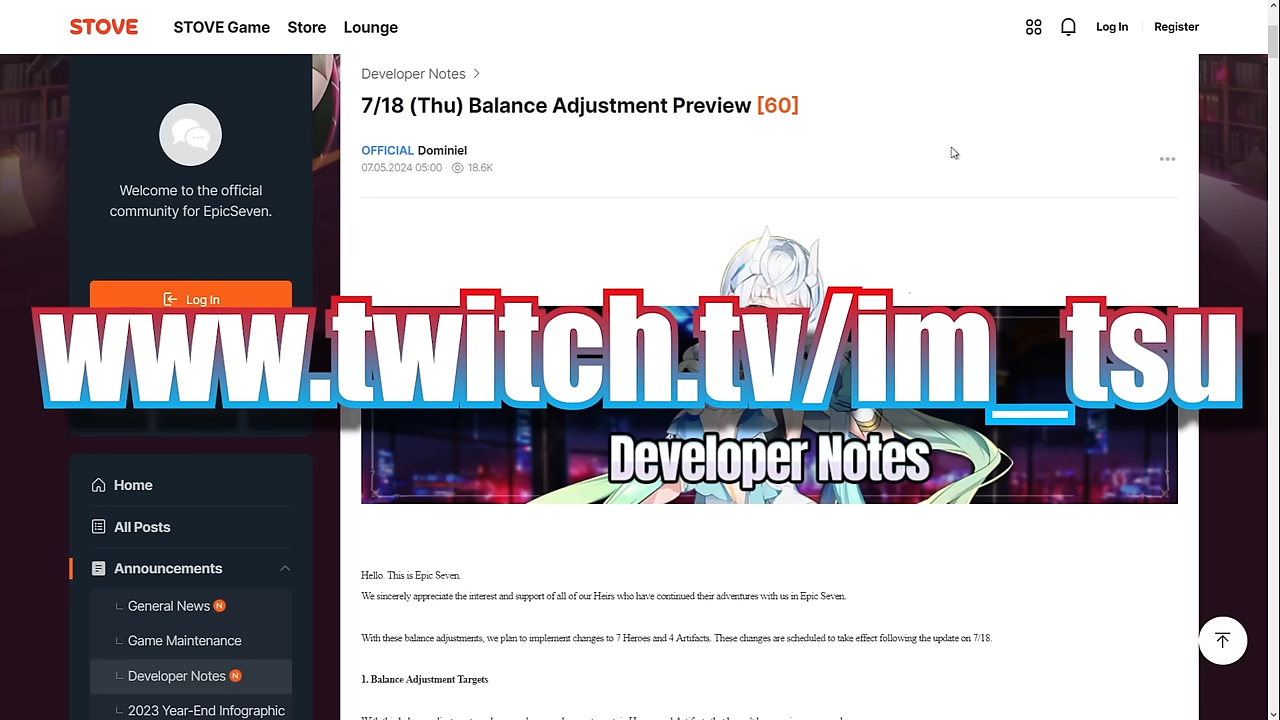 STOVE
STOVE Game
Store
Lounge
Log In
Register
Developer Notes
7/18 (Thu) Balance Adjustment Preview [60]
OFFICIAL Dominiel
07.05.2024 05:00 · 18.6K
Welcome to the official
community for EpicSeven.
Log In
www.twitch.tv/im_tsu
Developer Notes
Home
All Posts
Announcements
General News N
Game Maintenance
Developer Notes N
2023 Year-End Infographic
Hello. This is Epic Seven.
We sincerely appreciate the interest and support of all of our Heirs who have continued their adventures with us in Epic Seven.
With these balance adjustments, we plan to implement changes to 7 Heroes and 4 Artifacts. These changes are scheduled to take effect following the update on 7/18.
1. Balance Adjustment Targets